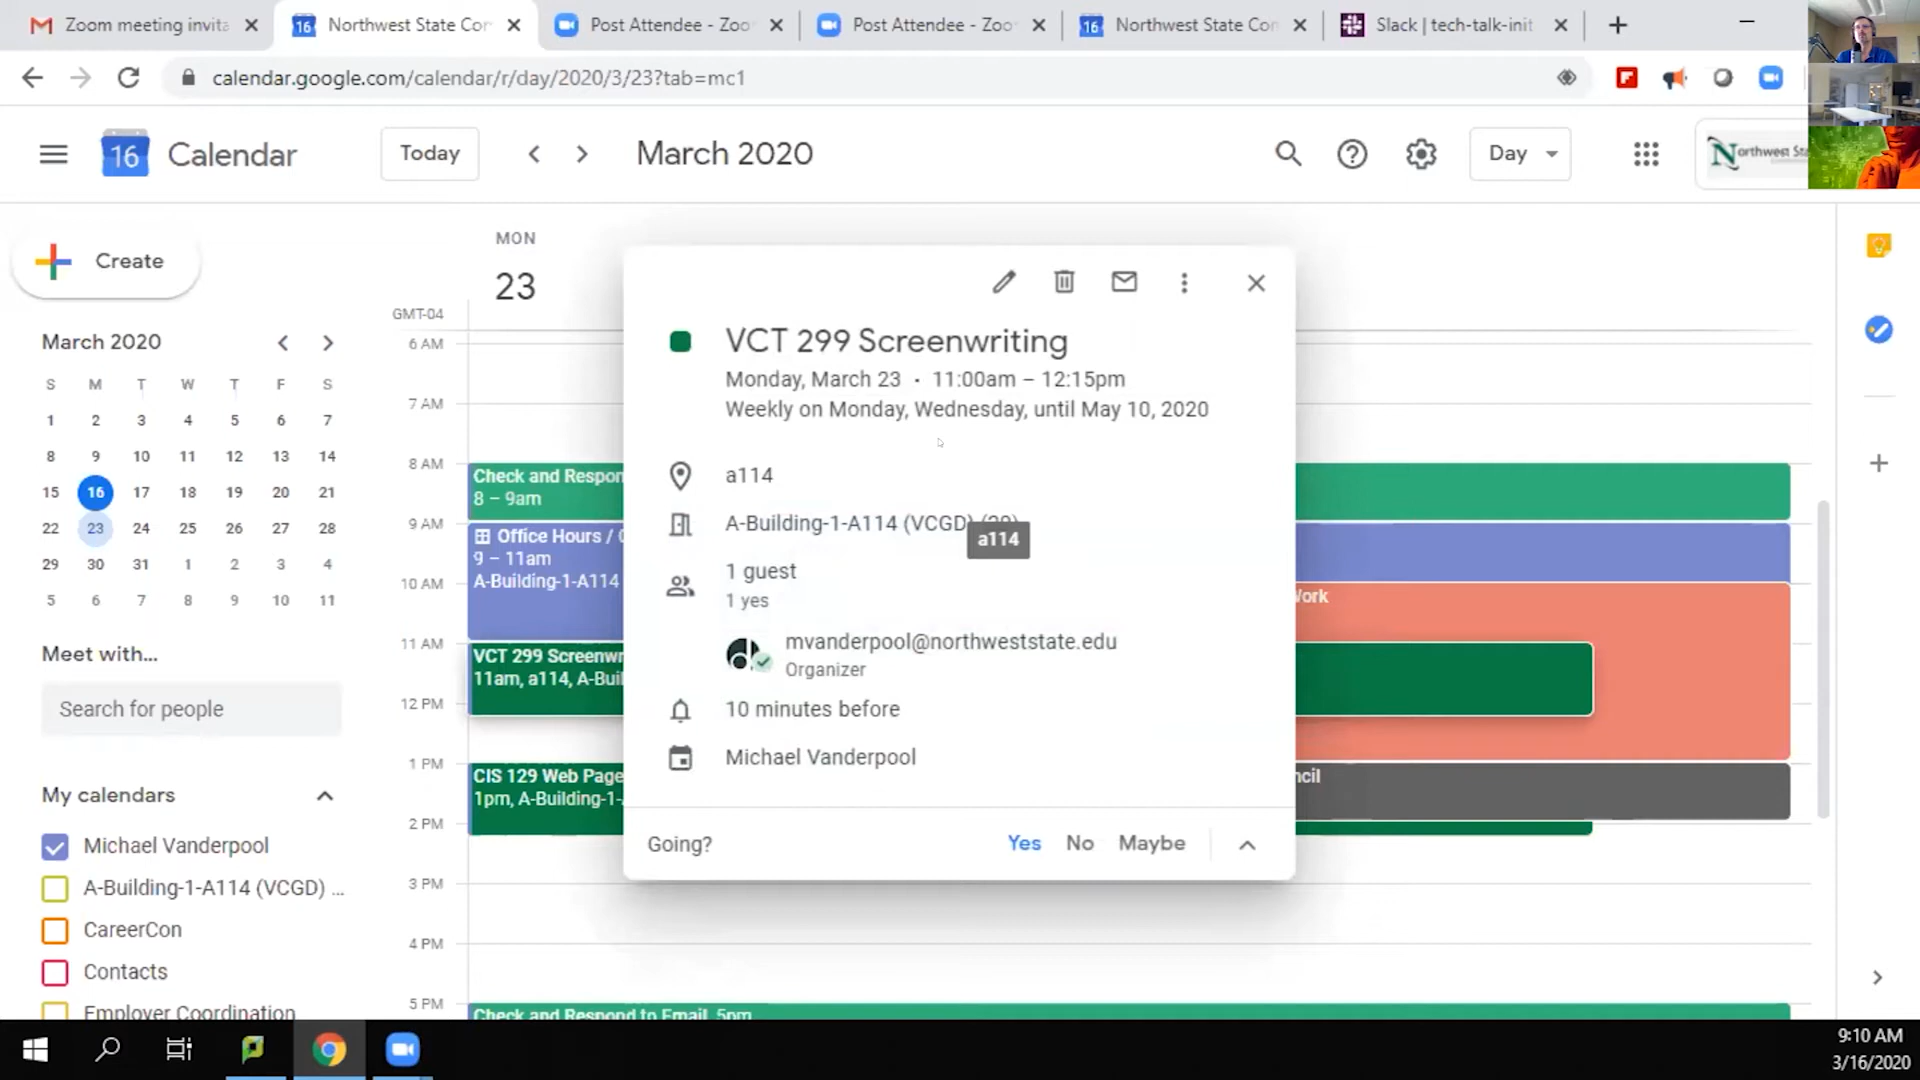 Zoom meeting invita
Northwest State Cor
Post Attendee - Zoo
Post Attendee - Zoo
Northwest State Con
Slack | tech-talk-init
calendar.google.com/calendar/r/day/2020/3/23?tab=mc1
16
Calendar
Today
March 2020
Day
Northwest Sta
Create
MON
23
GMT-04
March 2020
S M T W T F S
1 2 3 4 5 6 7
8 9 10 11 12 13 14
15 16 17 18 19 20 21
22 23 24 25 26 27 28
29 30 31 1 2 3 4
5 6 7 8 9 10 11
Meet with...
Search for people
My calendars
Michael Vanderpool
A-Building-1-A114 (VCGD) ...
CareerCon
Contacts
Employer Coordination
6 AM
7 AM
8 AM
9 AM
10 AM
11 AM
12 PM
1 PM
2 PM
3 PM
4 PM
5 PM
Check and Respon
8 – 9am
Office Hours /
9 – 11am
A-Building-1-A114
VCT 299 Screenwr
11am, a114, A-Buil
CIS 129 Web Page
1pm, A-Building-1-
Check and Respond to Email, 5pm
VCT 299 Screenwriting
Monday, March 23 · 11:00am – 12:15pm
Weekly on Monday, Wednesday, until May 10, 2020
a114
A-Building-1-A114 (VCGD)
a114
1 guest
1 yes
mvanderpool@northweststate.edu
Organizer
10 minutes before
Michael Vanderpool
Going?
Yes
No
Maybe
Work
ncil
9:10 AM
3/16/2020